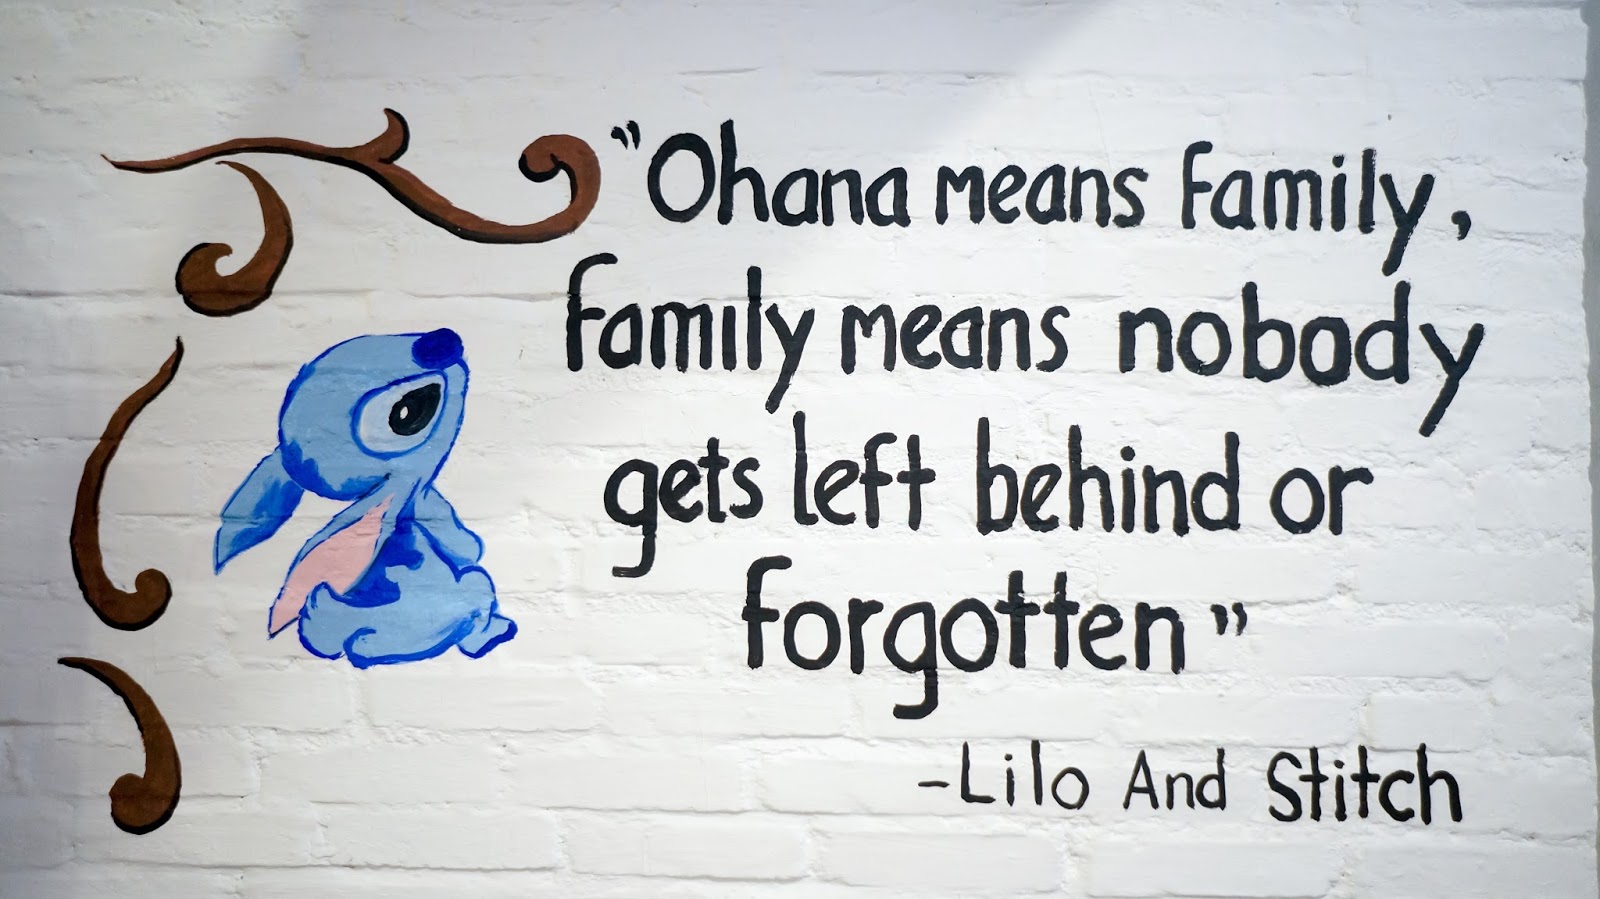 "Ohana means family,
family means nobody
gets left behind or
forgotten"
-Lilo And Stitch